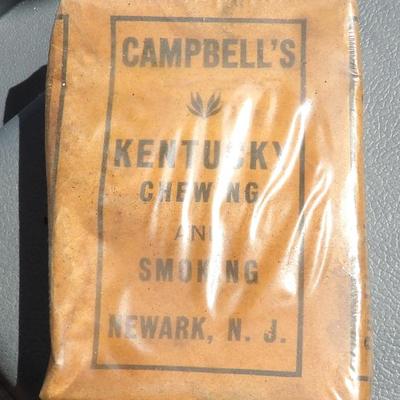 CAMPBELL'S
KENTUCKY
CHEWING
AND
SMOKING
NEWARK, N. J.